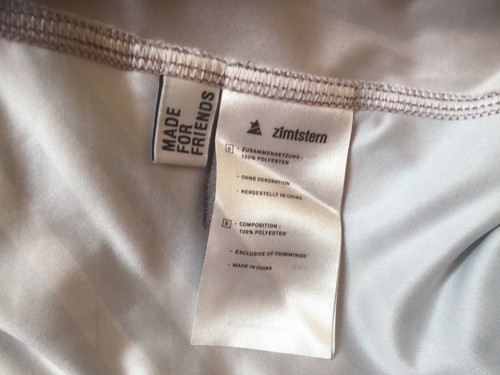 MADE
FOR
FRIENDS
zimtstern
- ZUSAMMENSETZUNG :
100% POLYESTER
- OHNE DEKORATION
- HERGESTELLT IN CHINA
- COMPOSITION :
100% POLYESTER
- EXCLUSIVE OF TRIMMINGS
- MADE IN CHINA